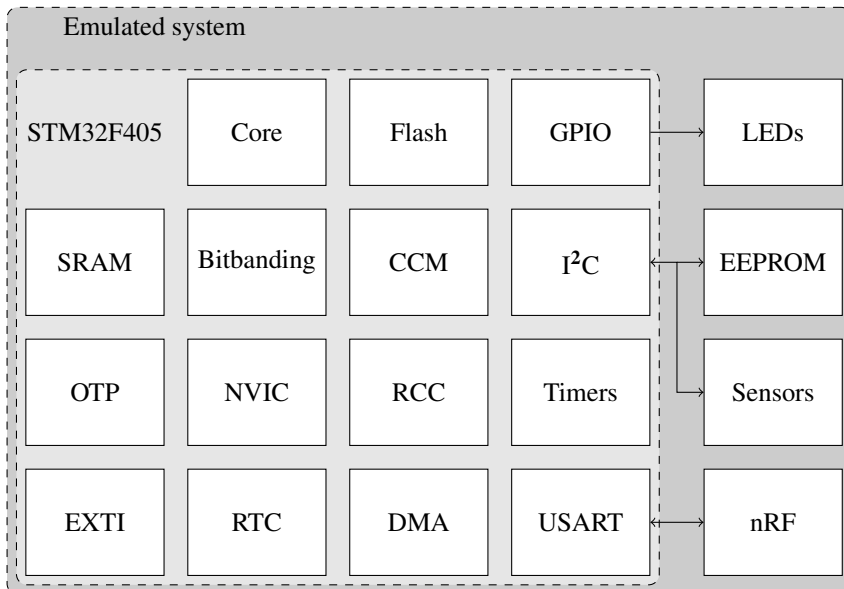 Emulated system
STM32F405
Core
Flash
GPIO
LEDs
SRAM
Bitbanding
CCM
I²C
EEPROM
OTP
NVIC
RCC
Timers
Sensors
EXTI
RTC
DMA
USART
nRF